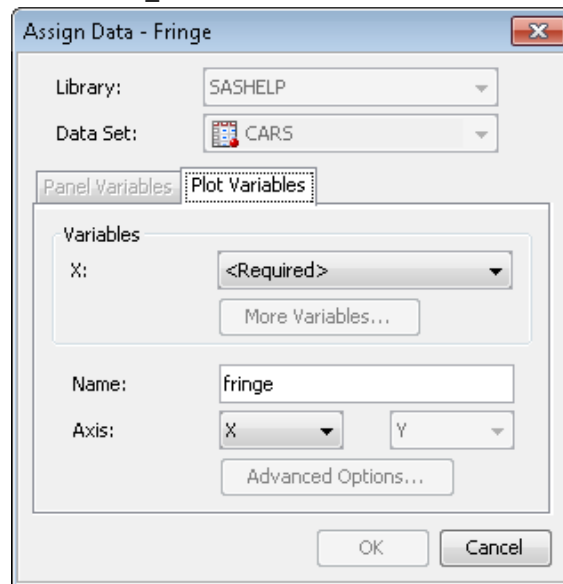 Assign Data - Fringe
Library: SASHELP
Data Set: CARS
Panel Variables Plot Variables
Variables
X: <Required>
More Variables...
Name: fringe
Axis: X Y
Advanced Options...
OK Cancel